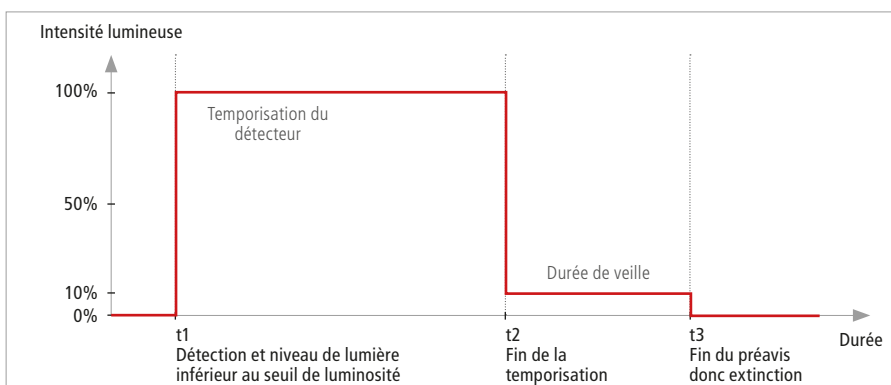 Intensité lumineuse
100%
Temporisation du
détecteur
50%
Durée de veille
10%
0%
t1
Détection et niveau de lumière
inférieur au seuil de luminosité
t2
Fin de la
temporisation
t3
Fin du préavis
donc extinction
Durée